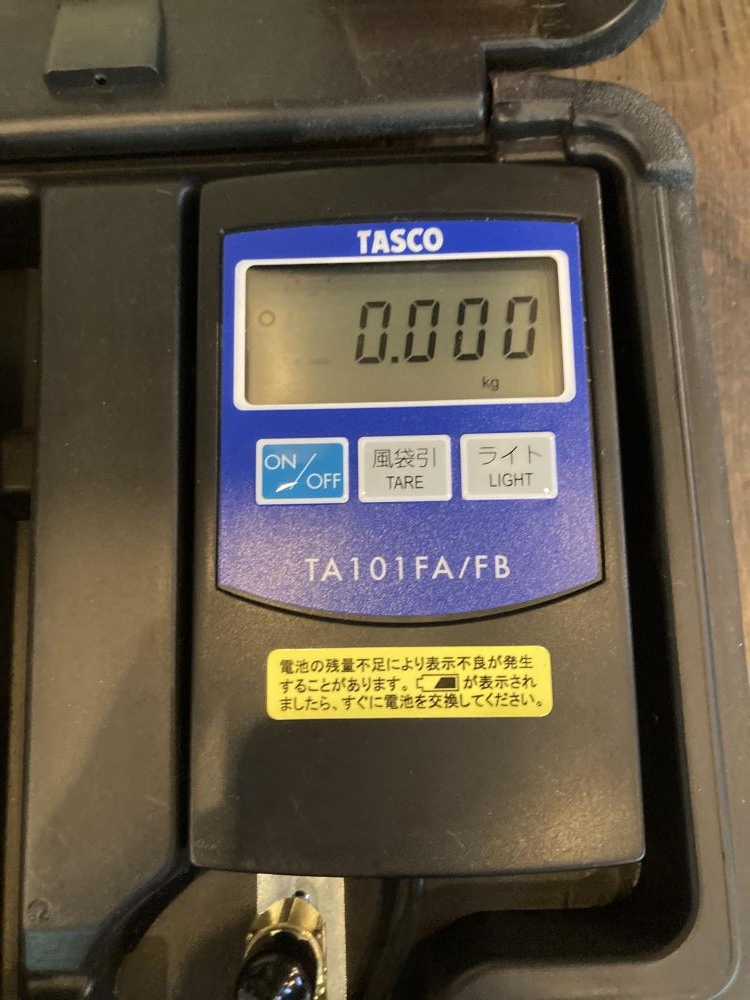 TASCO
0.000
kg
ON/OFF
風袋引
TARE
ライト
LIGHT
TA101FA/FB
電池の残量不足により表示不良が発生
することがあります。が表示され
ましたら、すぐに電池を交換してください。